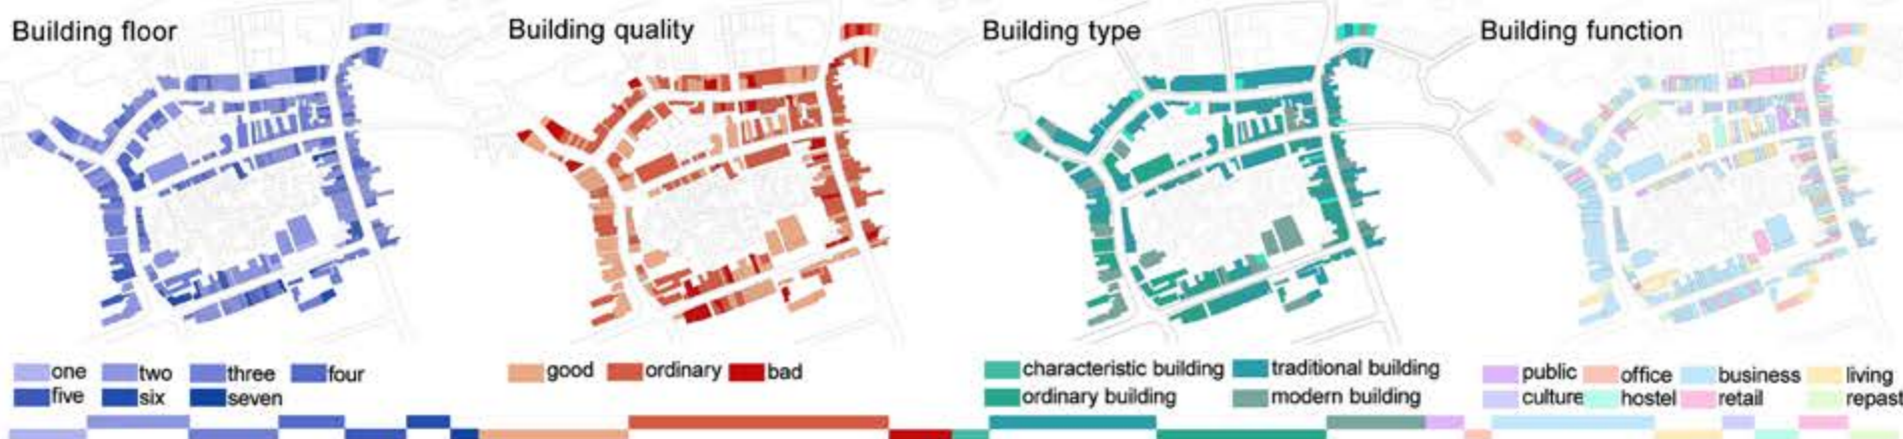 Building floor
Building quality
Building type
Building function
one two three four
five six seven
good ordinary bad
characteristic building traditional building
ordinary building modern building
public office business living
culture hostel retail repast